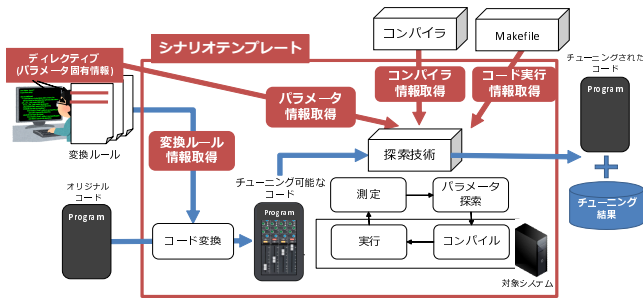 ディレクティブ
(パラメータ固有情報)
シナリオテンプレート
コンパイラ
Makefile
チューニングされた
コード
Program
コンパイラ
情報取得
コード実行
情報取得
パラメータ
情報取得
変換ルール
変換ルール
情報取得
探索技術
オリジナル
コード
Program
チューニング可能な
コード
Program
測定
パラメータ
探索
チューニング
結果
コード変換
実行
コンパイル
対象システム